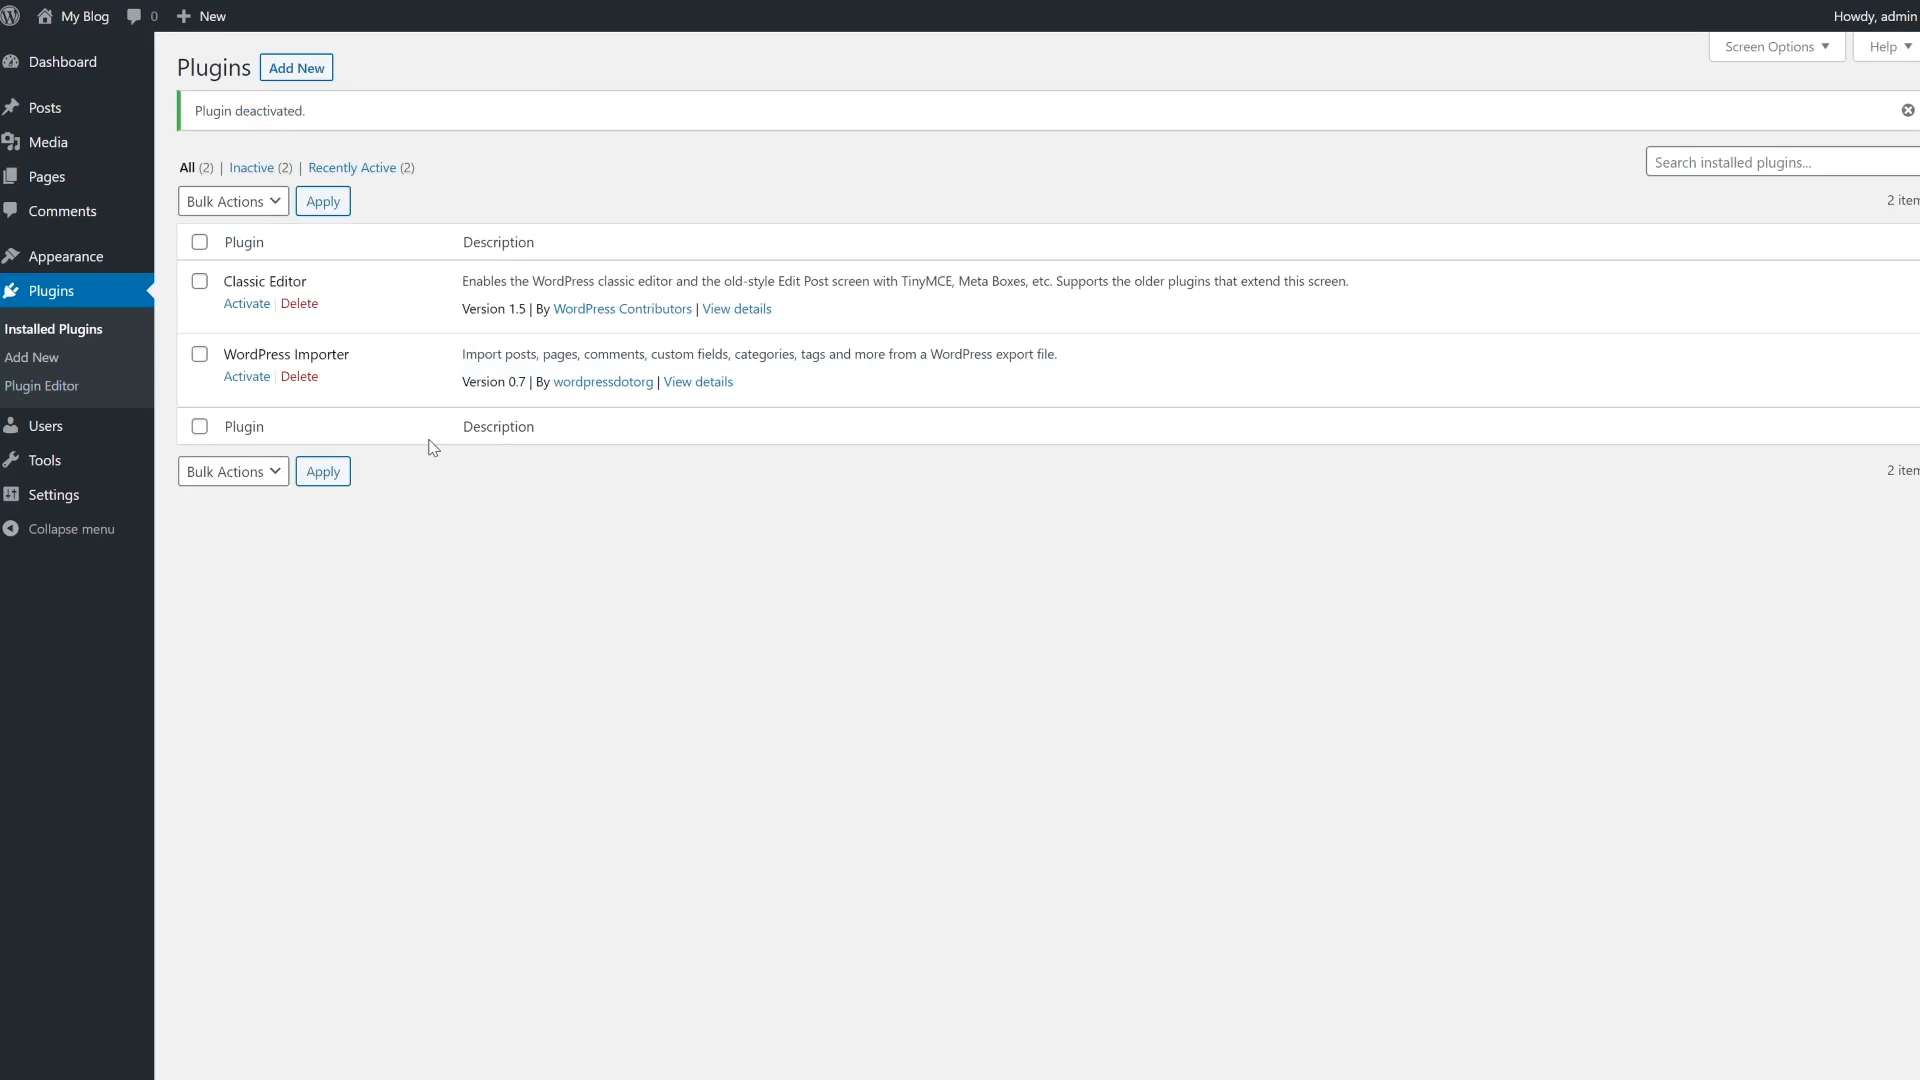 My Blog 0 New Howdy, admin
Dashboard
Posts
Media
Pages
Comments
Appearance
Plugins
Installed Plugins
Add New
Plugin Editor
Users
Tools
Settings
Collapse menu
Screen Options Help
Plugins Add New
Plugin deactivated.
All (2) | Inactive (2) | Recently Active (2)
Search installed plugins...
Bulk Actions Apply
2 item
Plugin Description
Classic Editor Enables the WordPress classic editor and the old-style Edit Post screen with TinyMCE, Meta Boxes, etc. Supports the older plugins that extend this screen.
Activate | Delete
Version 1.5 | By WordPress Contributors | View details
WordPress Importer Import posts, pages, comments, custom fields, categories, tags and more from a WordPress export file.
Activate | Delete
Version 0.7 | By wordpressdotorg | View details
Plugin Description
Bulk Actions Apply
2 item